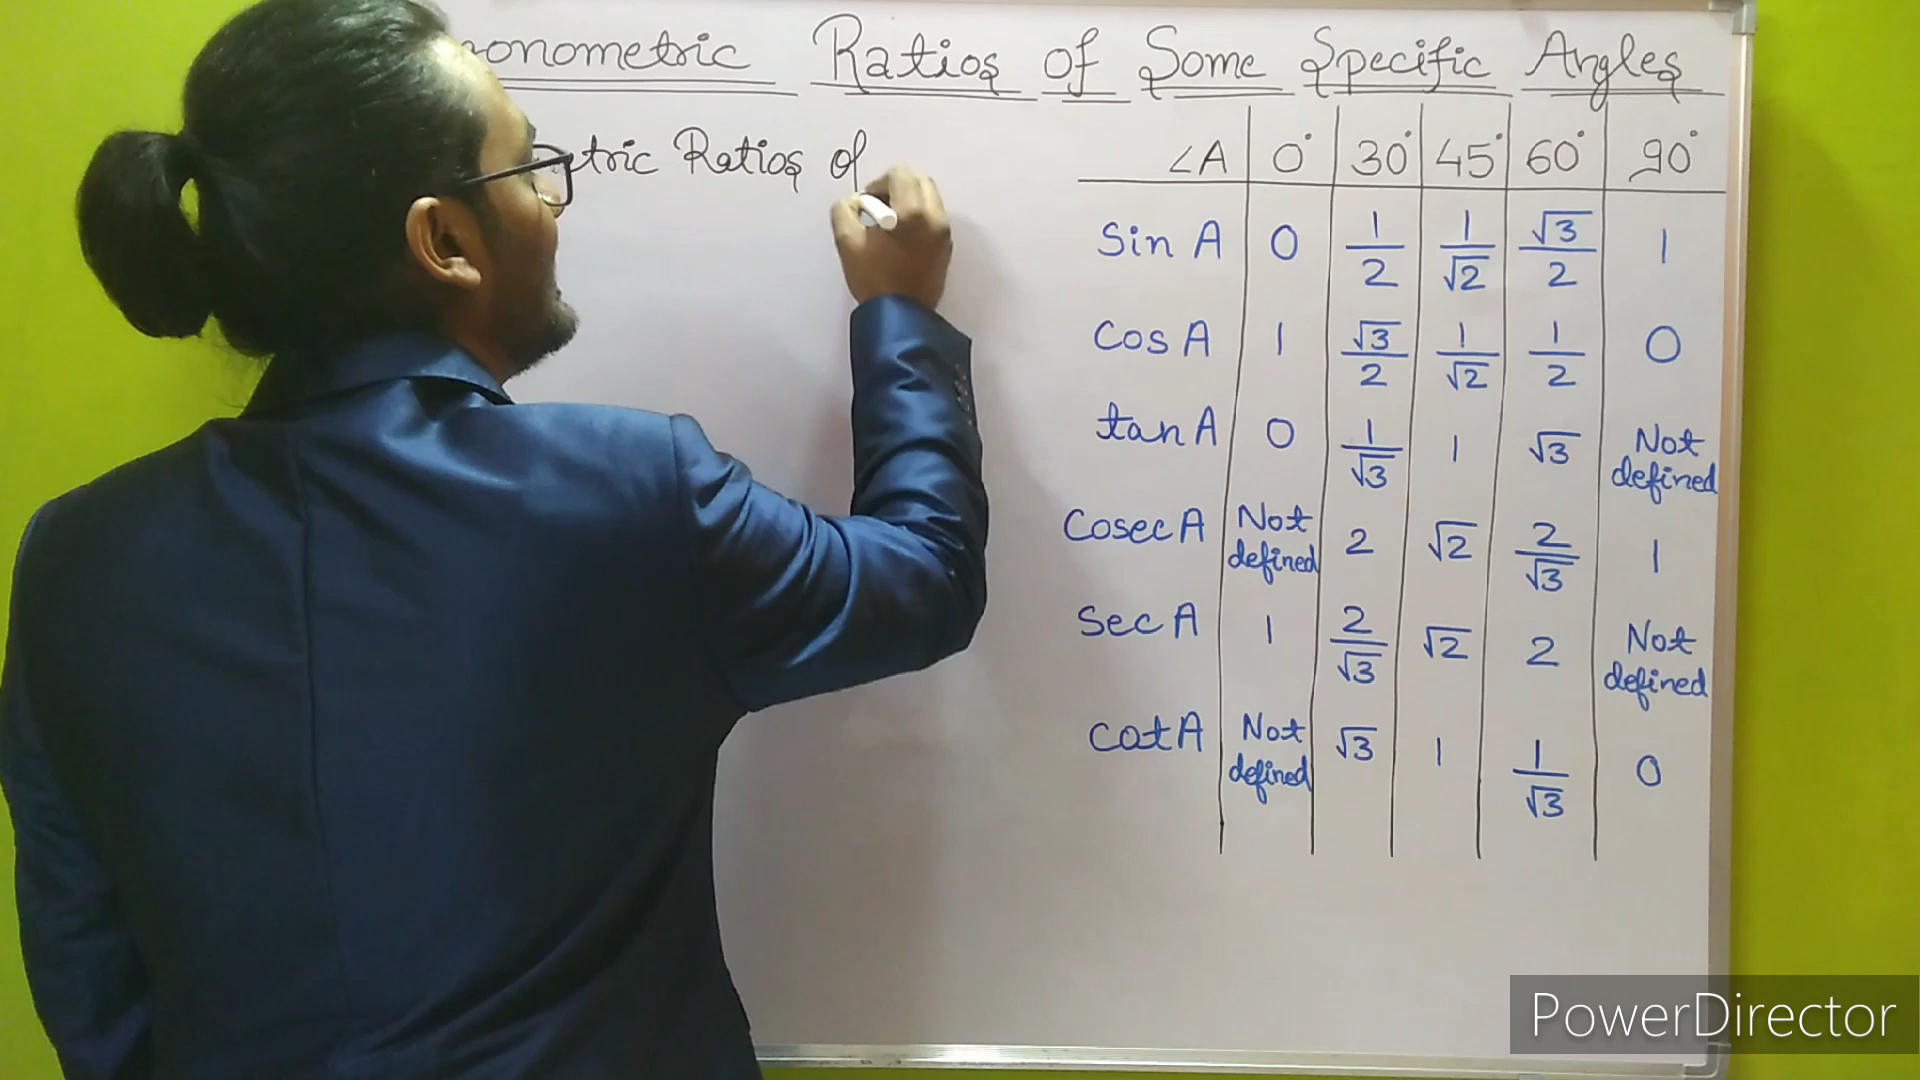 onometric Ratios of Some Specific Angles
tric Ratios of
∠A 0° 30° 45° 60° 90°
Sin A 0 1/2 1/√2 √3/2 1
Cos A 1 √3/2 1/√2 1/2 0
tan A 0 1/√3 1 √3 Not defined
Cosec A Not defined 2 √2 2/√3 1
Sec A 1 2/√3 √2 2 Not defined
Cot A Not defined √3 1 1/√3 0
PowerDirector